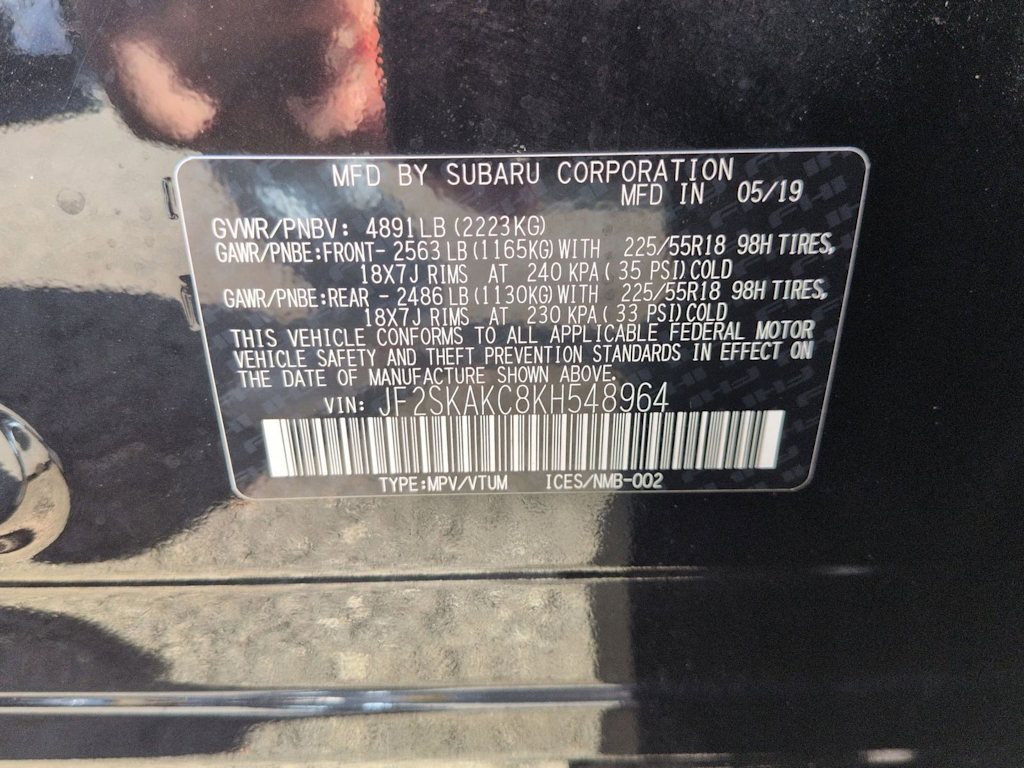 MFD BY SUBARU CORPORATION
MFD IN 05/19
GVWR/PNBV: 4891LB (2223KG)
GAWR/PNBE:FRONT- 2563 LB (1165KG) WITH 225/55R18 98H TIRES,
18X7J RIMS AT 240 KPA ( 35 PSI) COLD
GAWR/PNBE:REAR - 2486 LB (1130KG) WITH 225/55R18 98H TIRES,
18X7J RIMS AT 230 KPA ( 33 PSI) COLD
THIS VEHICLE CONFORMS TO ALL APPLICABLE FEDERAL MOTOR
VEHICLE SAFETY AND THEFT PREVENTION STANDARDS IN EFFECT ON
THE DATE OF MANUFACTURE SHOWN ABOVE.
VIN: JF2SKAKC8KH548964
TYPE:MPV/VTUM ICES/NMB-002